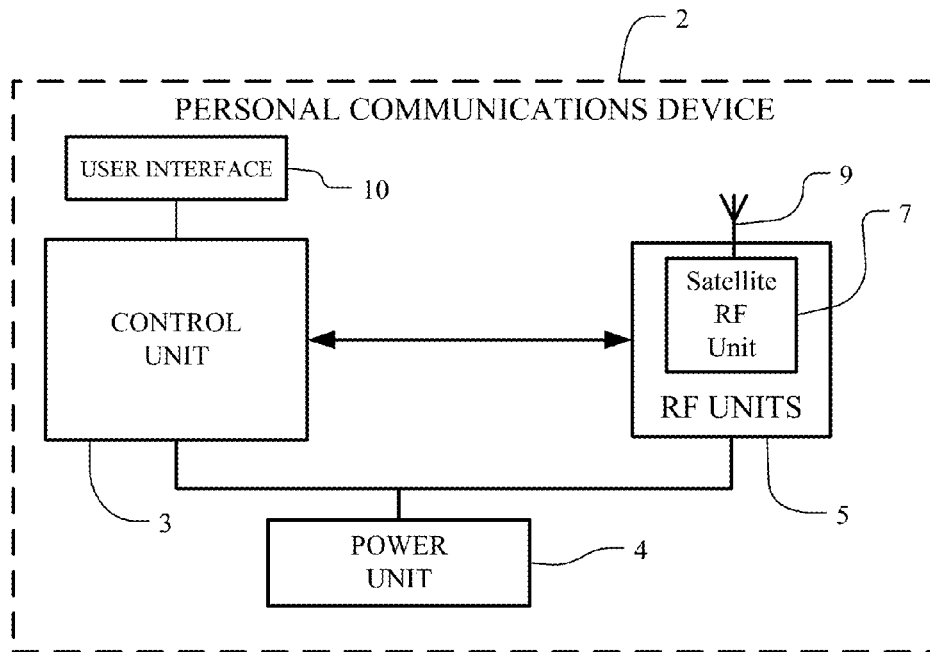 2
PERSONAL COMMUNICATIONS DEVICE
USER INTERFACE
10
9
7
CONTROL
UNIT
Satellite
RF
Unit
RF UNITS
3
5
POWER
UNIT
4